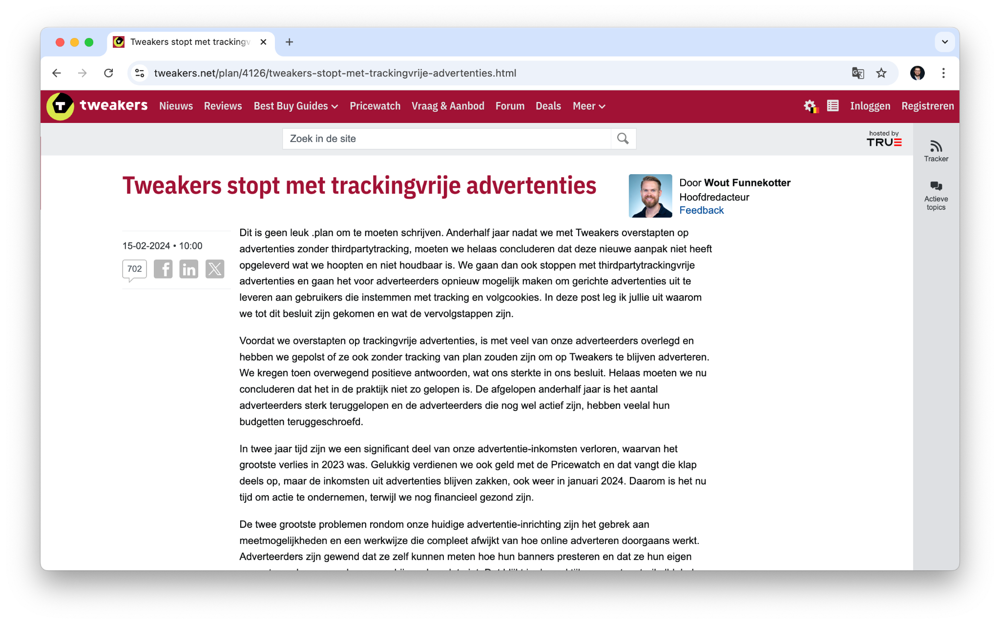 Tweakers stopt met trackingv
tweakers.net/plan/4126/tweakers-stopt-met-trackingvrije-advertenties.html
tweakers Nieuws Reviews Best Buy Guides Pricewatch Vraag & Aanbod Forum Deals Meer Inloggen Registreren
Zoek in de site
hosted by
TRUE
Tracker
Actieve
topics
Tweakers stopt met trackingvrije advertenties
Door Wout Funnekotter
Hoofdredacteur
Feedback
15-02-2024 • 10:00
702
Dit is geen leuk .plan om te moeten schrijven. Anderhalf jaar nadat we met Tweakers overstapten op
advertenties zonder thirdpartytracking, moeten we helaas concluderen dat deze nieuwe aanpak niet heeft
opgeleverd wat we hoopten en niet houdbaar is. We gaan dan ook stoppen met thirdpartytrackingvrije
advertenties en gaan het voor adverteerders opnieuw mogelijk maken om gerichte advertenties uit te
leveren aan gebruikers die instemmen met tracking en volgcookies. In deze post leg ik jullie uit waarom
we tot dit besluit zijn gekomen en wat de vervolgstappen zijn.
Voordat we overstapten op trackingvrije advertenties, is met veel van onze adverteerders overlegd en
hebben we gepolst of ze ook zonder tracking van plan zouden zijn om op Tweakers te blijven adverteren.
We kregen toen overwegend positieve antwoorden, wat ons sterkte in ons besluit. Helaas moeten we nu
concluderen dat het in de praktijk niet zo gelopen is. De afgelopen anderhalf jaar is het aantal
adverteerders sterk teruggelopen en de adverteerders die nog wel actief zijn, hebben veelal hun
budgetten teruggeschroefd.
In twee jaar tijd zijn we een significant deel van onze advertentie-inkomsten verloren, waarvan het
grootste verlies in 2023 was. Gelukkig verdienen we ook geld met de Pricewatch en dat vangt die klap
deels op, maar de inkomsten uit advertenties blijven zakken, ook weer in januari 2024. Daarom is het nu
tijd om actie te ondernemen, terwijl we nog financieel gezond zijn.
De twee grootste problemen rondom onze huidige advertentie-inrichting zijn het gebrek aan
meetmogelijkheden en een werkwijze die compleet afwijkt van hoe online adverteren doorgaans werkt.
Adverteerders zijn gewend dat ze zelf kunnen meten hoe hun banners presteren en dat ze hun eigen